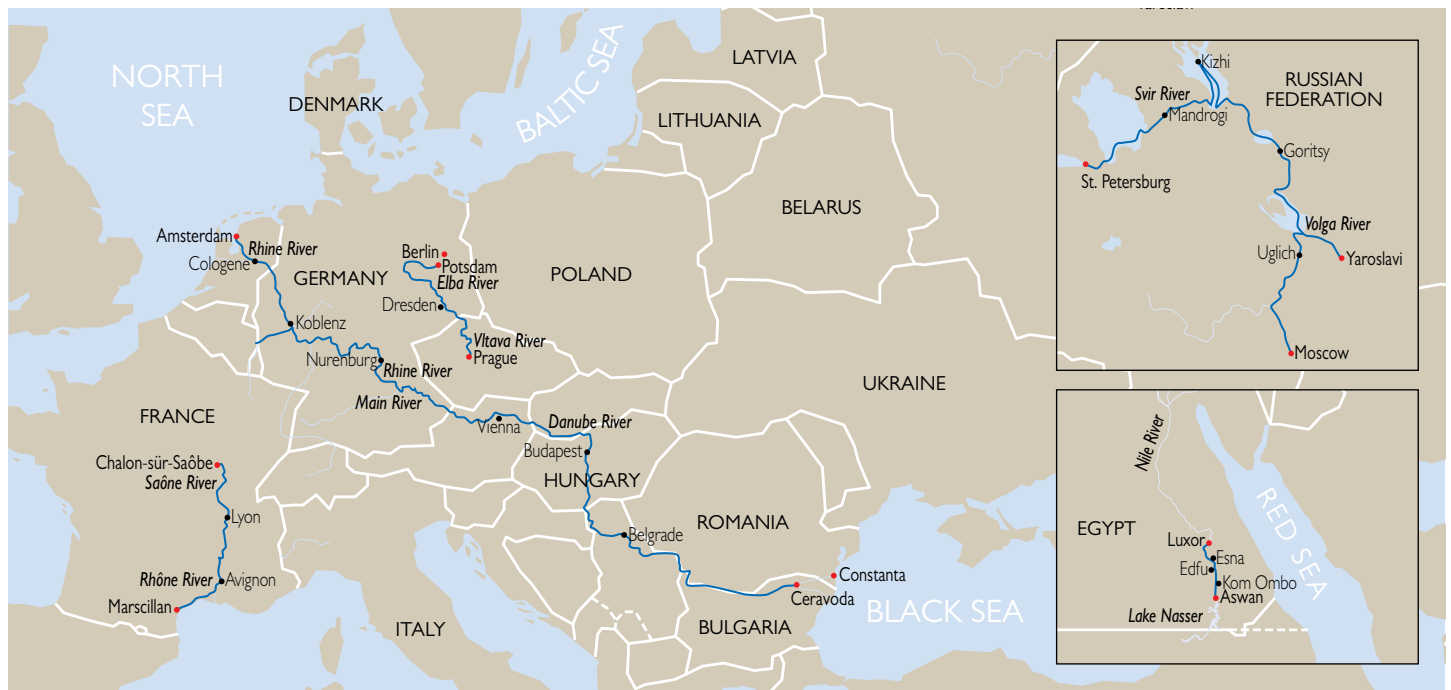 NORTH
SEA
DENMARK
BALTIC SEA
LATVIA
LITHUANIA
BELARUS
Amsterdam
Rhine River
Cologene
GERMANY
Berlin
Potsdam
Elba River
Dresden
POLAND
Koblenz
Nurenburg
Rhine River
Main River
Vltava River
Prague
UKRAINE
FRANCE
Vienna
Danube River
Budapest
HUNGARY
Chalon-sür-Saôbe
Saône River
Lyon
Rhône River
Avignon
Marscillan
ITALY
Belgrade
ROMANIA
Constanta
Ceravoda
BLACK SEA
BULGARIA
Kizhi
RUSSIAN
FEDERATION
Svir River
Mandrogi
Goritsy
St. Petersburg
Volga River
Uglich
Yaroslavi
Moscow
Nile River
RED SEA
EGYPT
Luxor
Esna
Edfu
Kom Ombo
Aswan
Lake Nasser